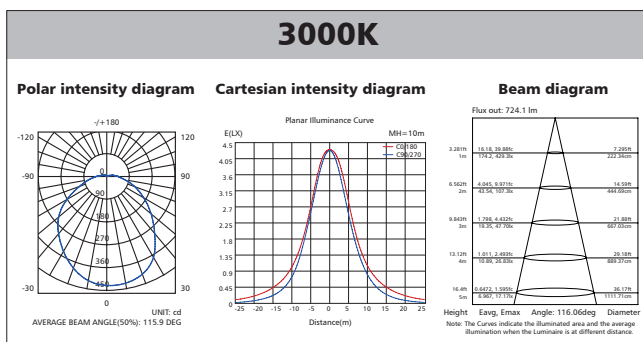 3000K
Polar intensity diagram
Cartesian intensity diagram
Beam diagram
-/+180
-120
120
-90
90
-30
30
0
0
90
180
270
360
450
UNIT: cd
AVERAGE BEAM ANGLE(50%): 115.9 DEG
Planar Illuminance Curve
E(LX)
MH=10m
C0/180
C90/270
4.5
4.05
3.6
3.15
2.7
2.25
1.8
1.35
0.9
0.45
0
-25 -20 -15 -10 -5 0 5 10 15 20 25
Distance(m)
Flux out: 724.1 lm
3.281ft 16.18, 39.88fc 7.295ft
1m 174.2, 429.3lx 222.34cm
6.562ft 4.045, 9.971fc 14.59ft
2m 43.54, 107.3lx 444.69cm
9.843ft 1.798, 4.432fc 21.88ft
3m 19.35, 47.70lx 667.03cm
13.12ft 1.011, 2.493fc 29.18ft
4m 10.89, 26.83lx 889.37cm
16.4ft 0.6472, 1.595fc 36.17ft
5m 6.967, 17.17lx 1111.71cm
Height Eavg, Emax Angle: 116.06deg Diameter
Note: The Curves indicate the illuminated area and the average
illumination when the Luminaire is at different distance.